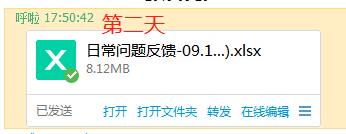 呼啦 17:50:42
第二天
X
日常问题反馈-09.1...).xlsx
8.12MB
已发送 打开 打开文件夹 转发 在线编辑